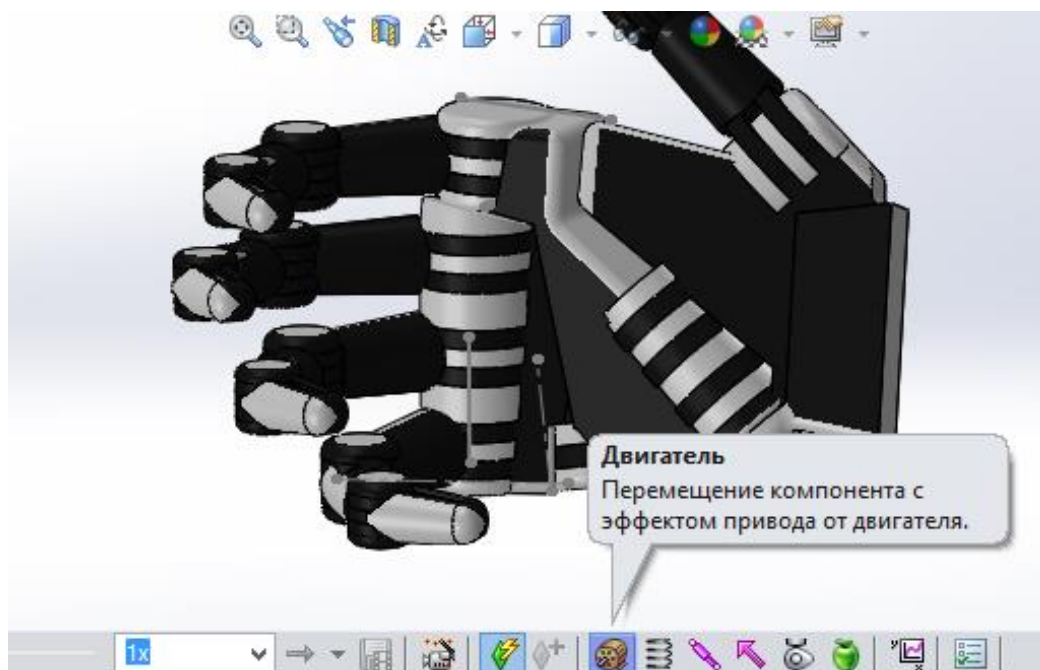 Двигатель
Перемещение компонента с
эффектом привода от двигателя.
1x